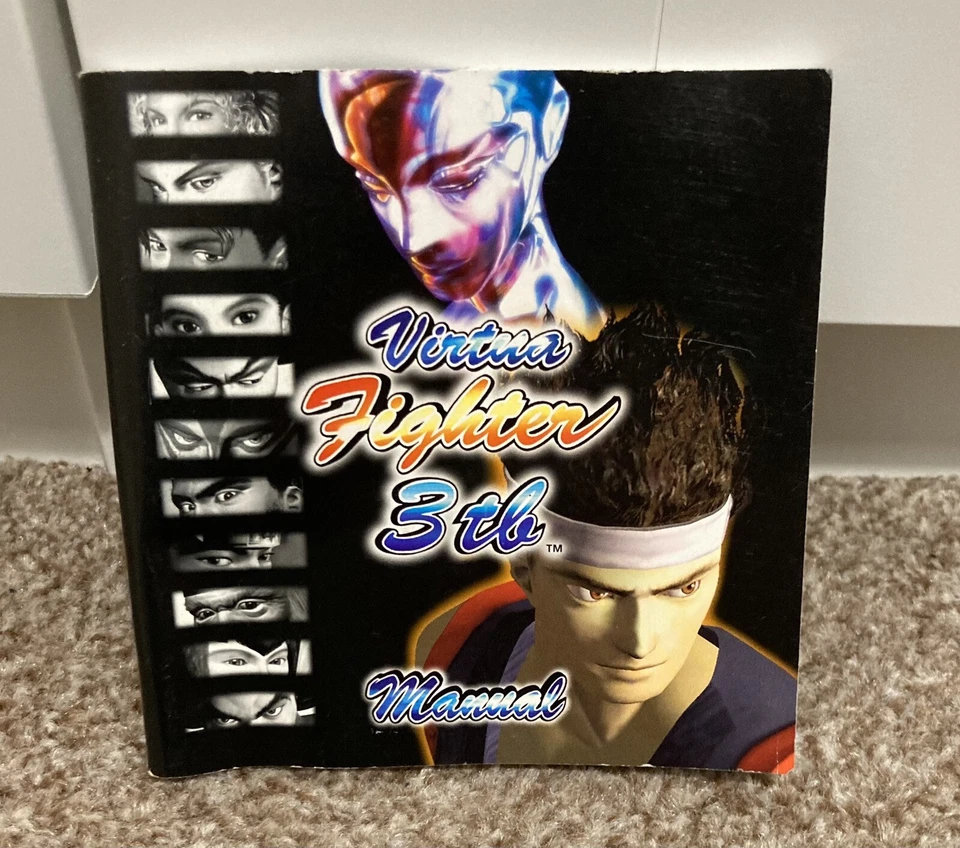 Virtua
Fighter
3tb™
Manual